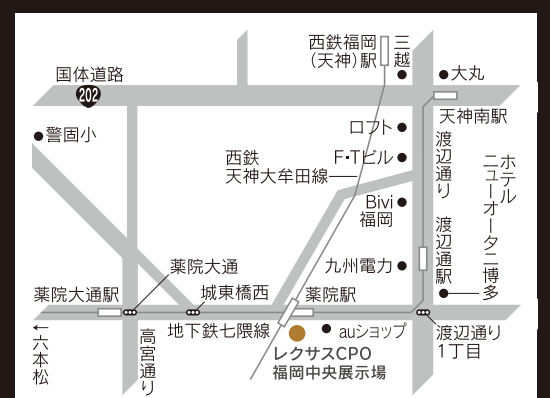 西鉄福岡
(天神)駅
三越
大丸
国体道路
202
天神南駅
警固小
ロフト
渡辺通り
西鉄
天神大牟田線
F・Tビル
ホテル
ニューオータニ博多
Bivi
福岡
渡辺通駅
九州電力
薬院大通
薬院大通駅
城東橋西
薬院駅
←六本松
高宮通り
地下鉄七隈線
auショップ
渡辺通り
1丁目
レクサスCPO
福岡中央展示場